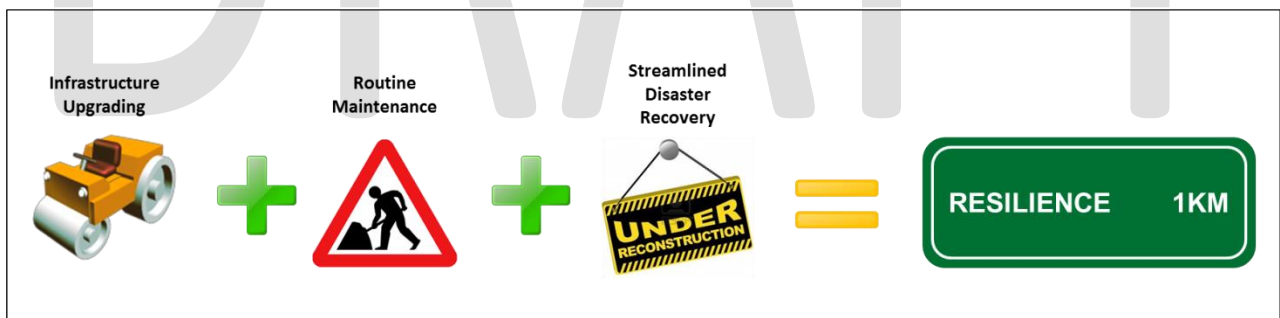 DRAFT
Infrastructure
Upgrading
Routine
Maintenance
Streamlined
Disaster
Recovery
UNDER
RECONSTRUCTION
RESILIENCE 1KM